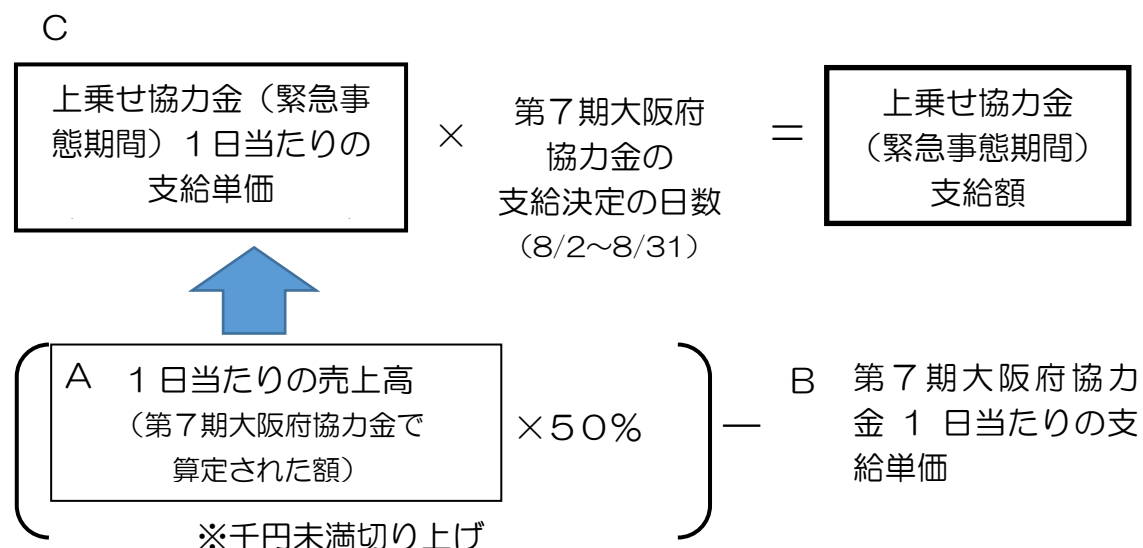 C
上乗せ協力金（緊急事
態期間）１日当たりの
支給単価
×
第７期大阪府
協力金の
支給決定の日数
（8/2～8/31）
＝
上乗せ協力金
（緊急事態期間）
支給額
A　１日当たりの売上高
（第７期大阪府協力金で
算定された額）
×５０％
※千円未満切り上げ
－
B　第７期大阪府協力
金１日当たりの支
給単価